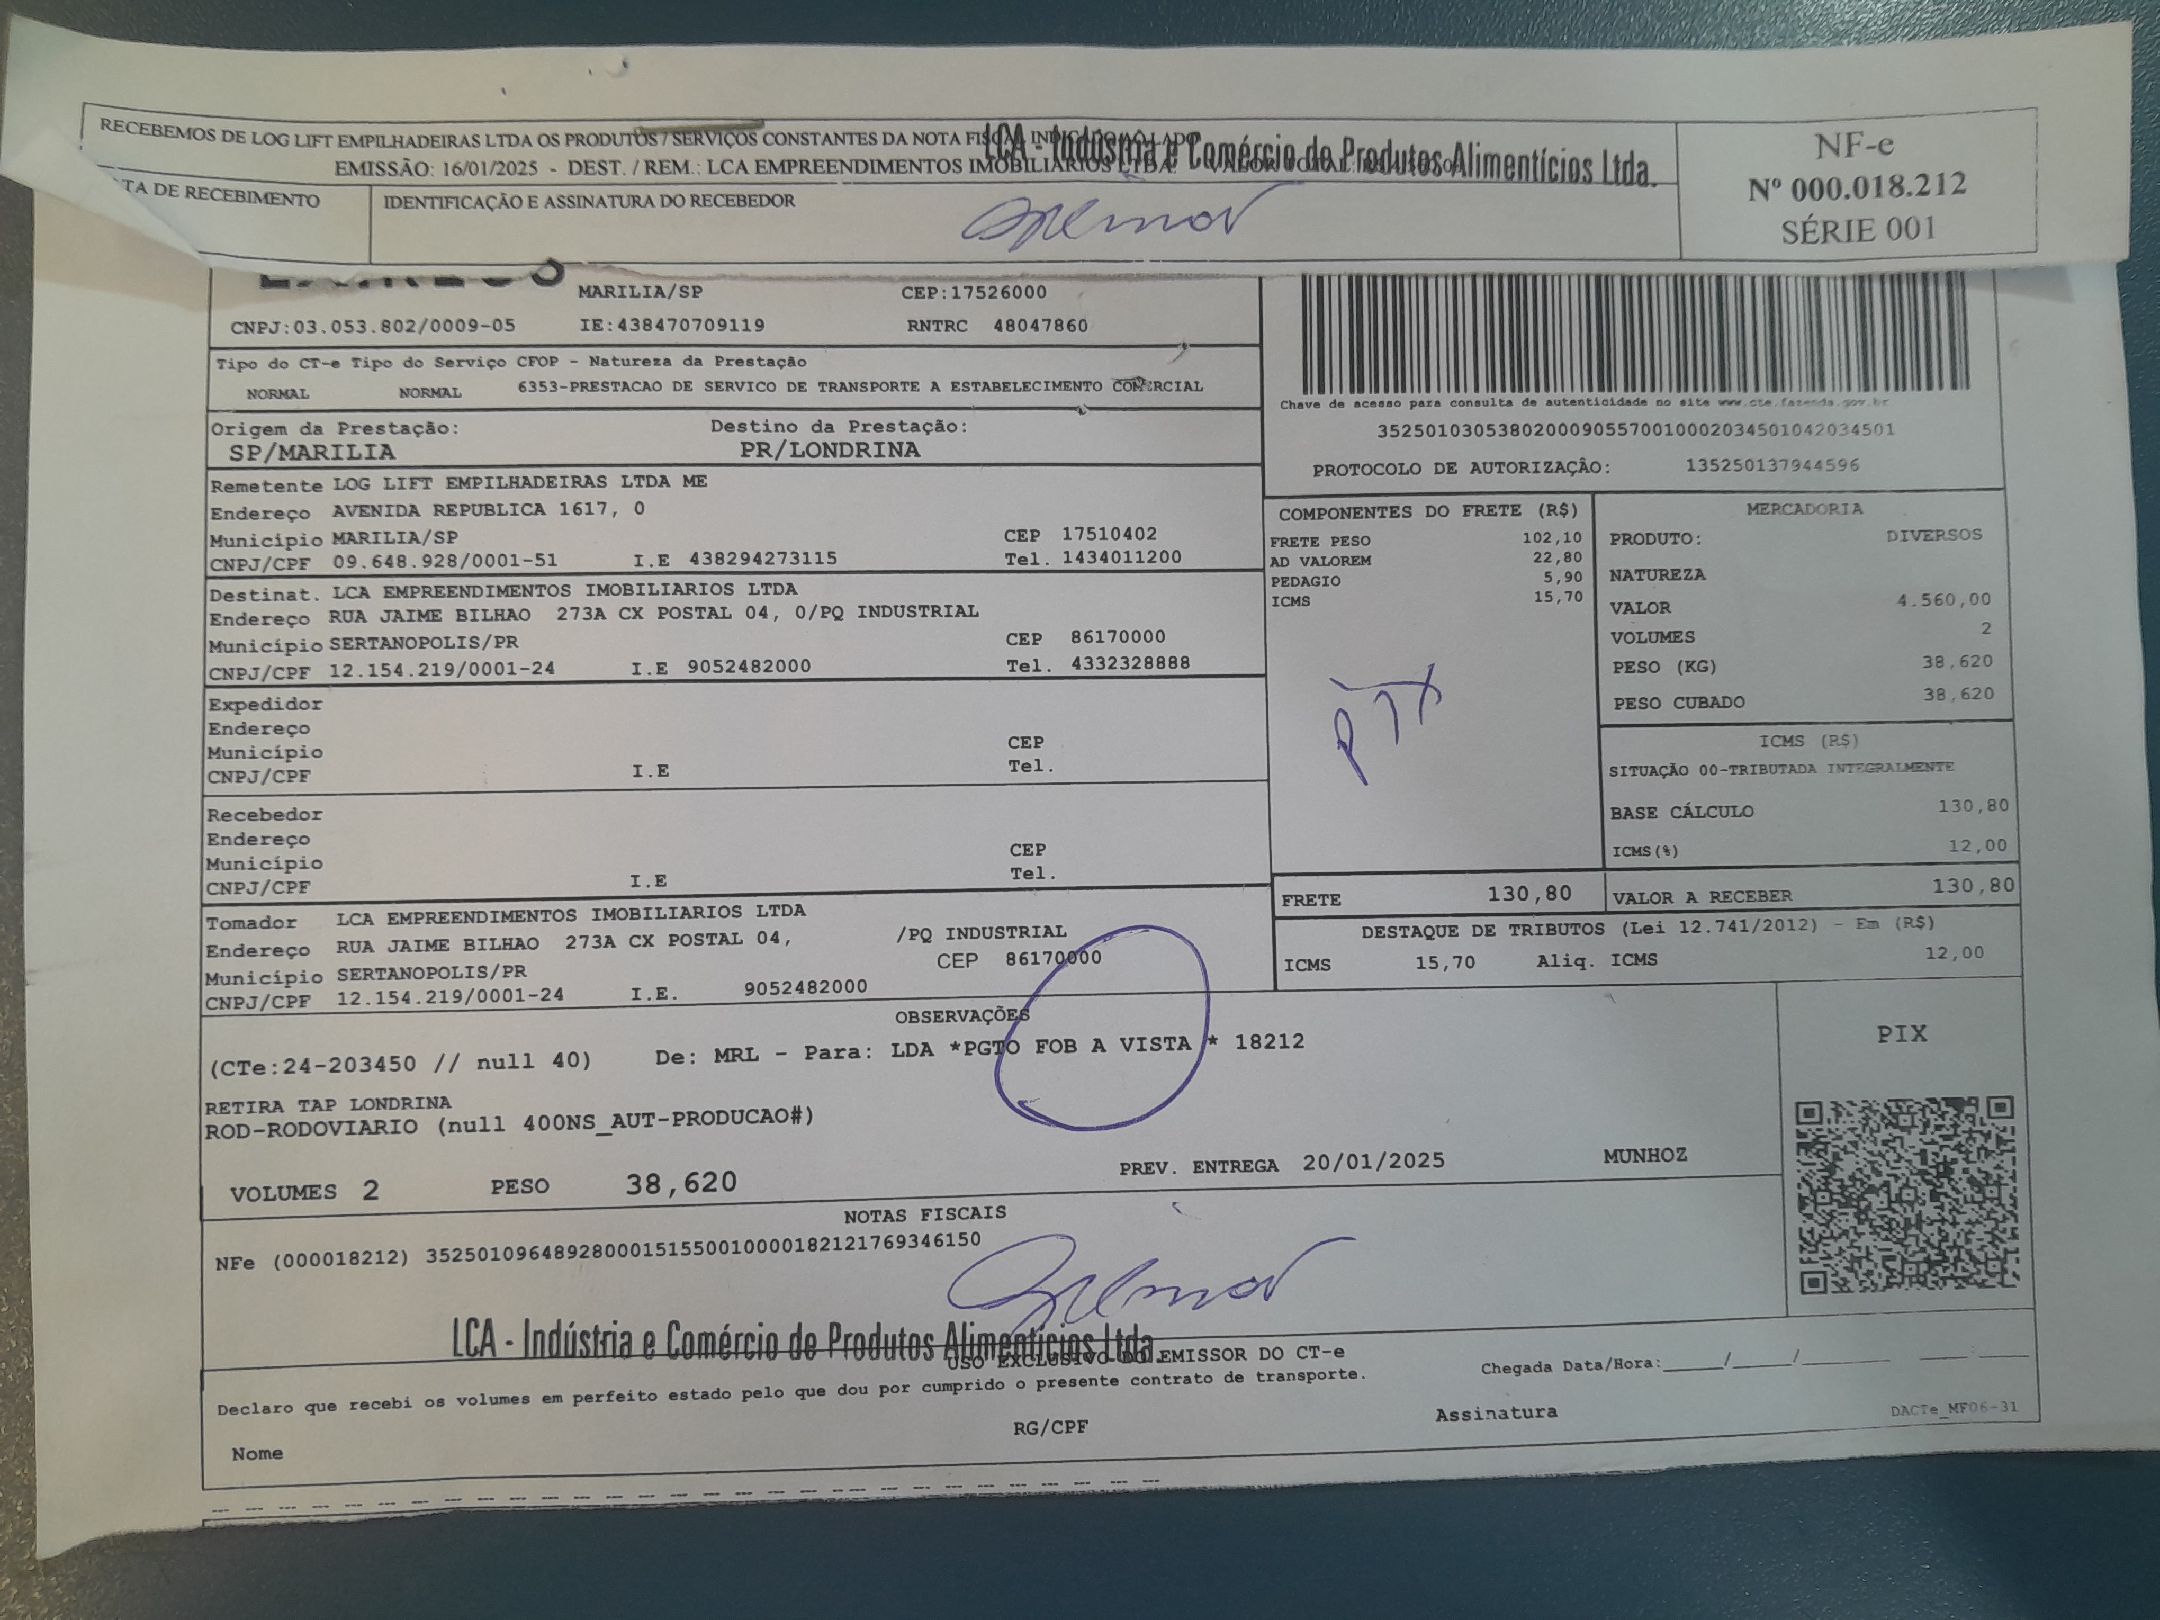 RECEBEMOS DE LOG LIFT EMPILHADEIRAS LTDA OS PRODUTOS / SERVIÇOS CONSTANTES DA NOTA FISCAL INDICADO AO LADO
EMISSÃO: 16/01/2025 - DEST. / REM.: LCA EMPREENDIMENTOS IMOBILIARIOS LTDA VALOR TOTAL:
LCA - Indústria e Comércio de Produtos Alimentícios Ltda.
TA DE RECEBIMENTO
IDENTIFICAÇÃO E ASSINATURA DO RECEBEDOR
NF-e
Nº 000.018.212
SÉRIE 001
MARILIA/SP CEP:17526000
CNPJ:03.053.802/0009-05 IE:438470709119 RNTRC 48047860
Tipo do CT-e Tipo do Serviço CFOP - Natureza da Prestação
NORMAL NORMAL 6353-PRESTACAO DE SERVICO DE TRANSPORTE A ESTABELECIMENTO COMERCIAL
Origem da Prestação: Destino da Prestação:
SP/MARILIA PR/LONDRINA
Remetente LOG LIFT EMPILHADEIRAS LTDA ME
Endereço AVENIDA REPUBLICA 1617, 0
Município MARILIA/SP CEP 17510402
CNPJ/CPF 09.648.928/0001-51 I.E 438294273115 Tel. 1434011200
Destinat. LCA EMPREENDIMENTOS IMOBILIARIOS LTDA
Endereço RUA JAIME BILHAO 273A CX POSTAL 04, 0/PQ INDUSTRIAL
Município SERTANOPOLIS/PR CEP 86170000
CNPJ/CPF 12.154.219/0001-24 I.E 9052482000 Tel. 4332328888
Expedidor
Endereço
Município CEP
CNPJ/CPF I.E Tel.
Recebedor
Endereço
Município CEP
CNPJ/CPF I.E Tel.
Tomador LCA EMPREENDIMENTOS IMOBILIARIOS LTDA
Endereço RUA JAIME BILHAO 273A CX POSTAL 04, /PQ INDUSTRIAL
Município SERTANOPOLIS/PR CEP 86170000
CNPJ/CPF 12.154.219/0001-24 I.E. 9052482000
Chave de acesso para consulta de autenticidade no site www.cte.fazenda.gov.br
35250103053802000905570010002034501042034501
PROTOCOLO DE AUTORIZAÇÃO: 135250137944596
COMPONENTES DO FRETE (R$)
FRETE PESO 102,10
AD VALOREM 22,80
PEDAGIO 5,90
ICMS 15,70
PIX
MERCADORIA
PRODUTO: DIVERSOS
NATUREZA
VALOR 4.560,00
VOLUMES 2
PESO (KG) 38,620
PESO CUBADO 38,620
ICMS (R$)
SITUAÇÃO 00-TRIBUTADA INTEGRALMENTE
BASE CÁLCULO 130,80
ICMS(%) 12,00
FRETE 130,80 VALOR A RECEBER 130,80
DESTAQUE DE TRIBUTOS (Lei 12.741/2012) - Em (R$)
ICMS 15,70 Aliq. ICMS 12,00
OBSERVAÇÕES
(CTe:24-203450 // null 40) De: MRL - Para: LDA *PGTO FOB A VISTA * 18212
RETIRA TAP LONDRINA
ROD-RODOVIARIO (null 400NS_AUT-PRODUCAO#)
VOLUMES 2 PESO 38,620 PREV. ENTREGA 20/01/2025 MUNHOZ
PIX
NOTAS FISCAIS
NFe (000018212) 35250109648928000151550010000182121769346150
LCA - Indústria e Comércio de Produtos Alimentícios Ltda.
USO EXCLUSIVO DO EMISSOR DO CT-e
Declaro que recebi os volumes em perfeito estado pelo que dou por cumprido o presente contrato de transporte.
Chegada Data/Hora:____/____/______ ____:____
Nome RG/CPF Assinatura
DACTe_MF06-31